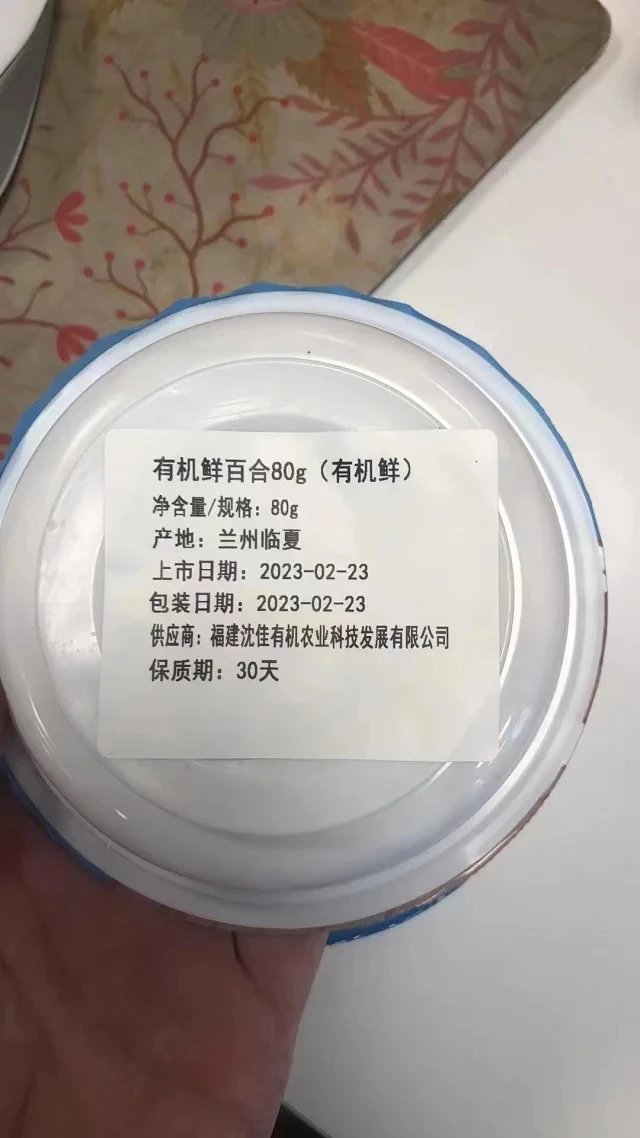 有机鲜百合80g（有机鲜）
净含量/规格：80g
产地：兰州临夏
上市日期：2023-02-23
包装日期：2023-02-23
供应商：福建沈佳有机农业科技发展有限公司
保质期：30天